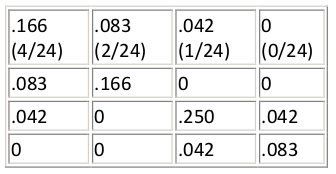 .166 .083 .042 0
(4/24) (2/24) (1/24) (0/24)
.083 .166 0 0
.042 0 .250 .042
0 0 .042 .083